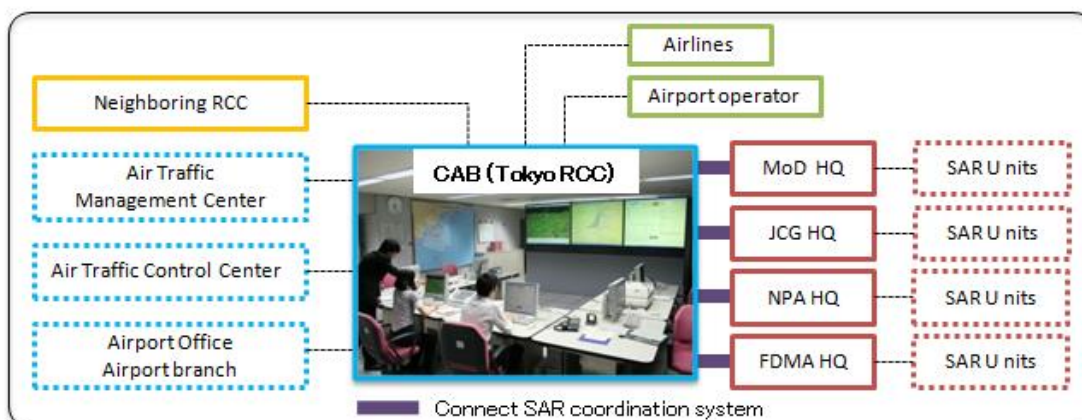 Airlines
Neighboring RCC
Airport operator
CAB (Tokyo RCC)
Air Traffic
Management Center
MoD HQ
SAR U nits
JCG HQ
SAR U nits
Air Traffic Control Center
NPA HQ
SAR U nits
Airport Office
Airport branch
FDMA HQ
SAR U nits
Connect SAR coordination system